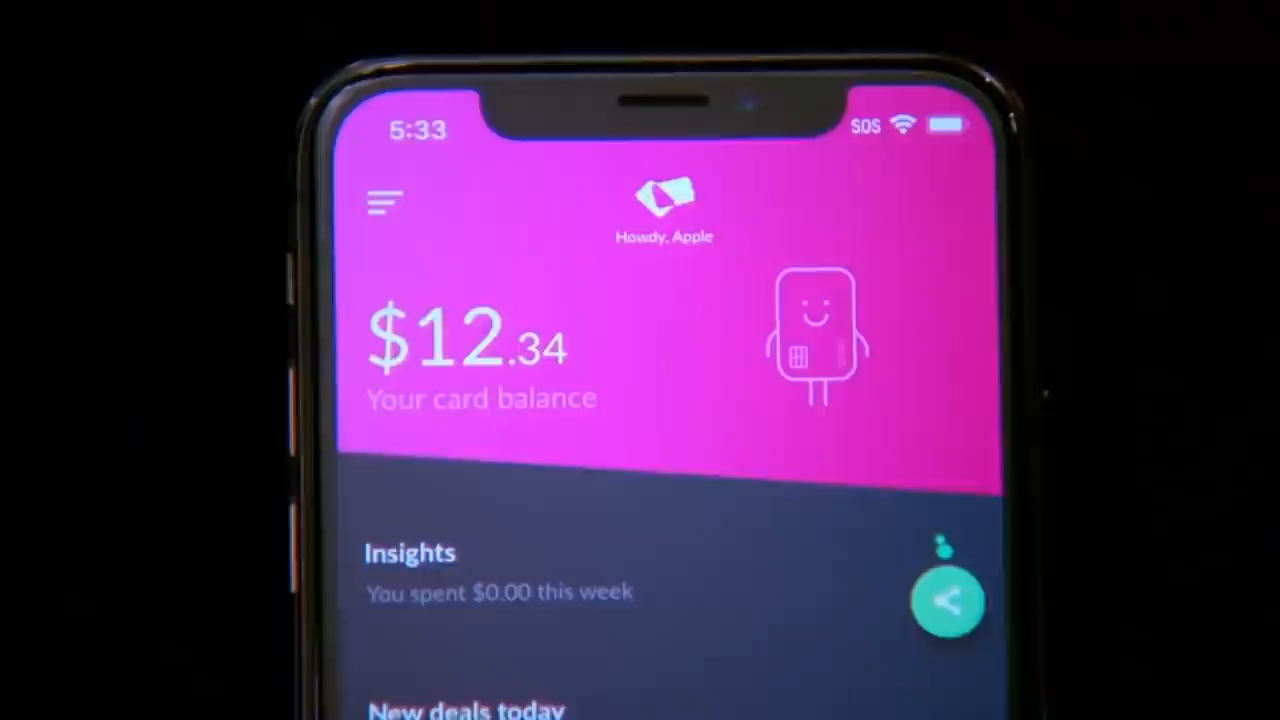 5:33
SOS
Howdy, Apple
$12.34
Your card balance
Insights
You spent $0.00 this week
New deals today